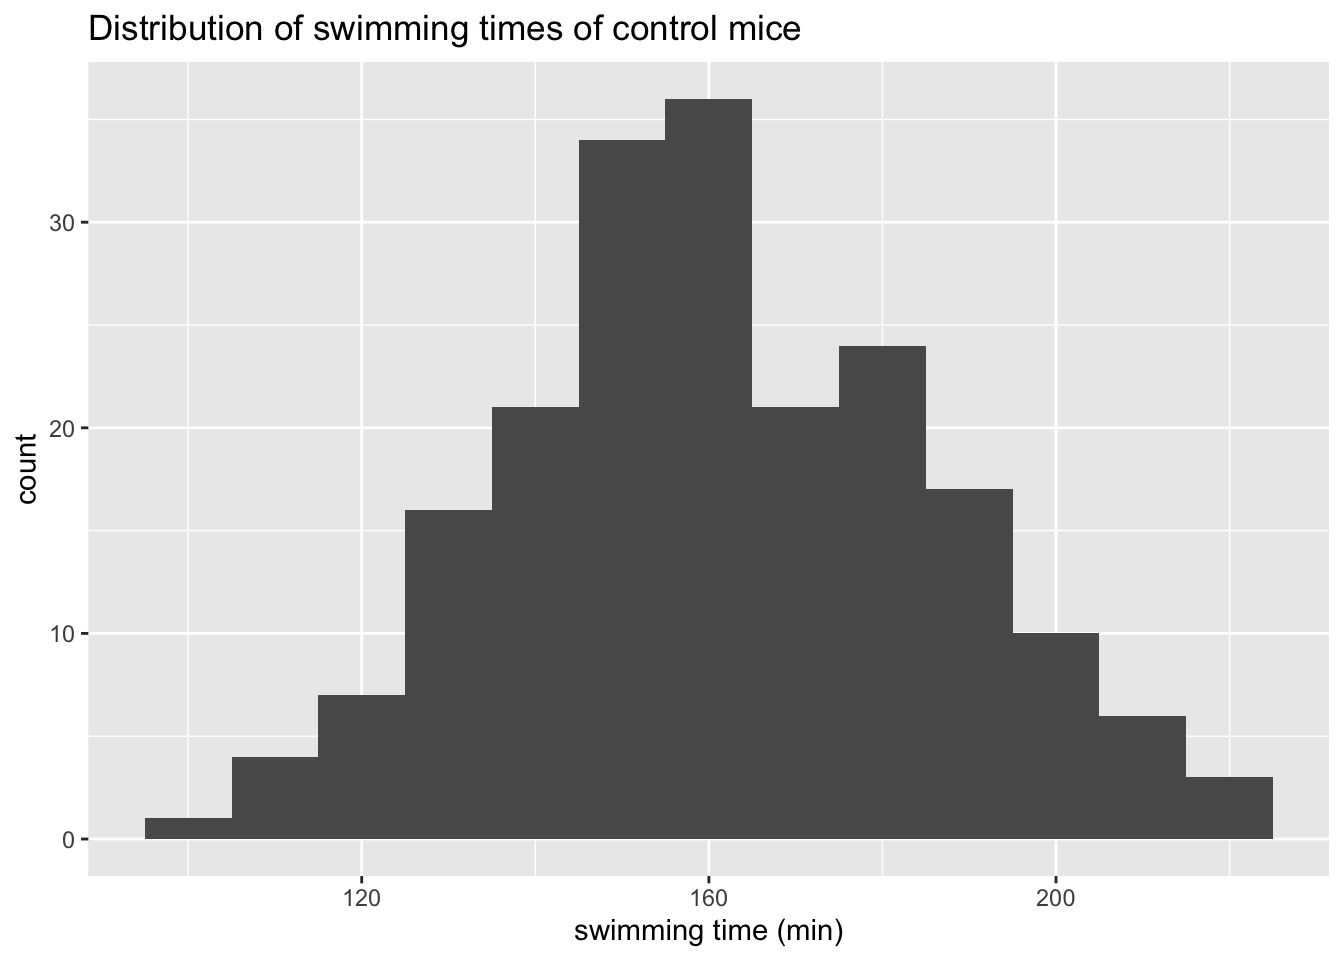 Distribution of swimming times of control mice
30
20
10
0
count
120 160 200
swimming time (min)